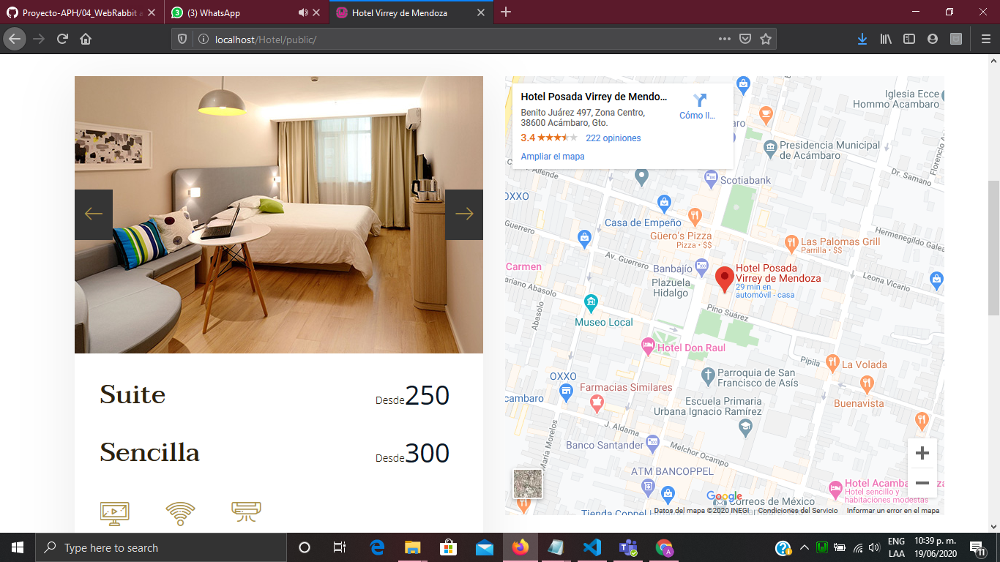 Proyecto-APH/04_WebRabbit a
(3) WhatsApp
Hotel Virrey de Mendoza
localhost/Hotel/public/
Hotel Posada Virrey de Mendo...
Benito Juárez 497, Zona Centro,
38600 Acámbaro, Gto.
3.4
222 opiniones
Ampliar el mapa
Cómo ll...
Iglesia Ecce
Hommo Acambaro
Florencio A
aro
Presidencia Municipal
de Acámbaro
Dr. Samano
Allende
Scotiabank
OXXO
Casa de Empeño
Guerrero
Güero's Pizza
Pizza • $$
Hermenegildo Galea
Las Palomas Grill
Parrilla • $$
Av. Guerrero
Banbajío
Carmen
Hotel Posada
Virrey de Mendoza
29 min en
automóvil - casa
Plazuela
Hidalgo
Leona Vicario
ariano Abasolo
Abasolo
Museo Local
Pino Suárez
Hotel Don Raul
Pipila
La Volada
OXXO
Parroquia de San
Francisco de Asís
Farmacias Similares
cambaro
Escuela Primaria
Urbana Ignacio Ramírez
Buenavista
J. Aldama
María Morelos
Banco Santander
Melchor Ocampo
ATM BANCOPPEL
Hotel Acamba
za
Hotel sencillo y
habitaciones modestas
Google
Correos de México
Tienda Coppel
Datos del mapa ©2020 INEGI
Condiciones del Servicio
Informar un error en el mapa
Suite
Desde250
Sencilla
Desde300
Type here to search
ENG
LAA
10:39 p. m.
19/06/2020
11